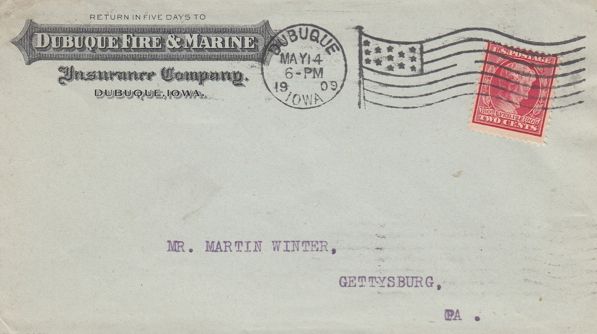 RETURN IN FIVE DAYS TO
DUBUQUE FIRE & MARINE
Insurance Company.
DUBUQUE, IOWA.
DUBUQUE
MAY 14
6-PM
19 09
IOWA
U.S. POSTAGE
TWO CENTS
MR. MARTIN WINTER,
GETTYSBURG,
PA.